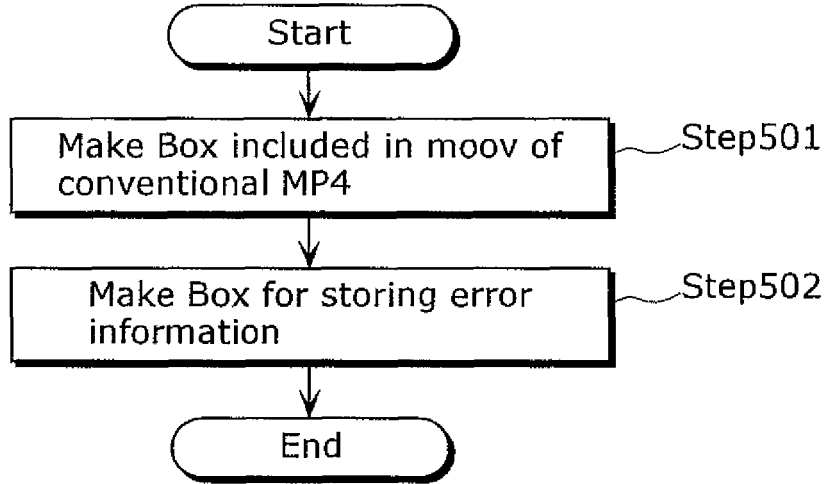 Start
Make Box included in moov of
conventional MP4
Step501
Make Box for storing error
information
Step502
End